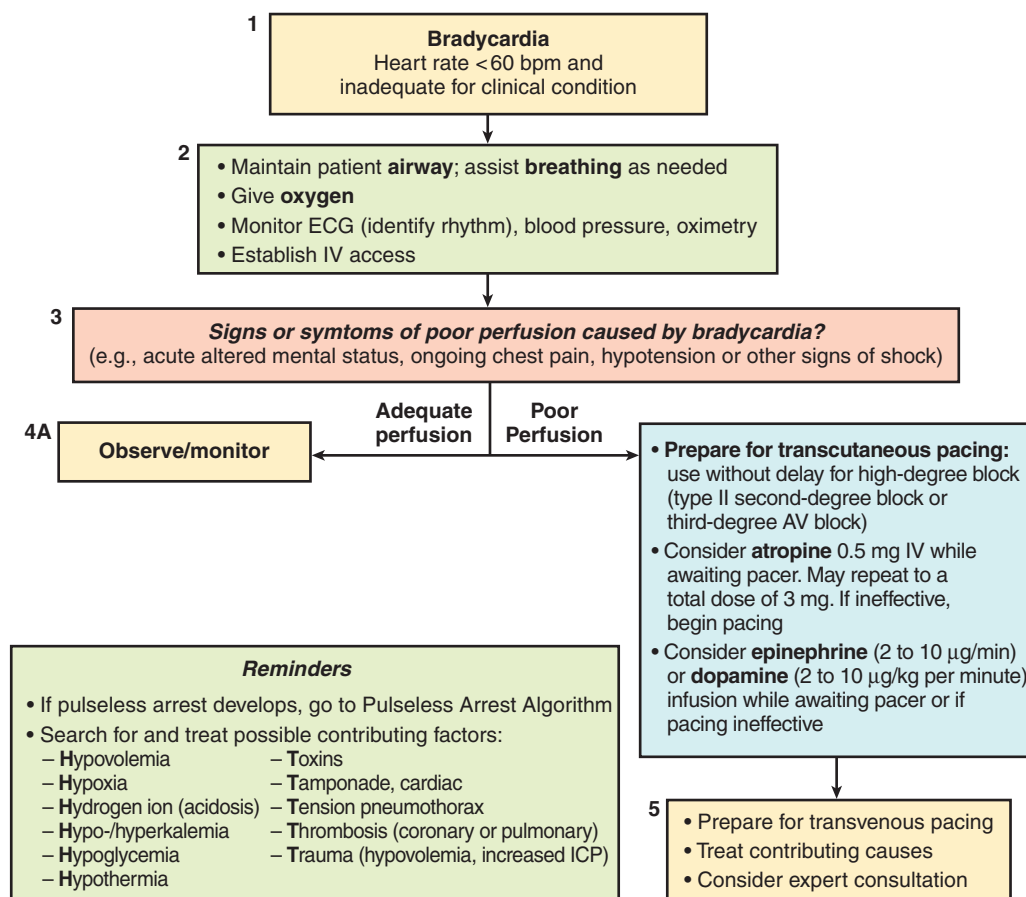 1
Bradycardia
Heart rate <60 bpm and
inadequate for clinical condition
2
• Maintain patient airway; assist breathing as needed
• Give oxygen
• Monitor ECG (identify rhythm), blood pressure, oximetry
• Establish IV access
3
Signs or symtoms of poor perfusion caused by bradycardia?
(e.g., acute altered mental status, ongoing chest pain, hypotension or other signs of shock)
Adequate
perfusion
Poor
Perfusion
4A
Observe/monitor
• Prepare for transcutaneous pacing:
use without delay for high-degree block
(type II second-degree block or
third-degree AV block)
• Consider atropine 0.5 mg IV while
awaiting pacer. May repeat to a
total dose of 3 mg. If ineffective,
begin pacing
• Consider epinephrine (2 to 10 μg/min)
or dopamine (2 to 10 μg/kg per minute)
infusion while awaiting pacer or if
pacing ineffective
Reminders
• If pulseless arrest develops, go to Pulseless Arrest Algorithm
• Search for and treat possible contributing factors:
– Hypovolemia
– Hypoxia
– Hydrogen ion (acidosis)
– Hypo-/hyperkalemia
– Hypoglycemia
– Hypothermia
– Toxins
– Tamponade, cardiac
– Tension pneumothorax
– Thrombosis (coronary or pulmonary)
– Trauma (hypovolemia, increased ICP)
5
• Prepare for transvenous pacing
• Treat contributing causes
• Consider expert consultation